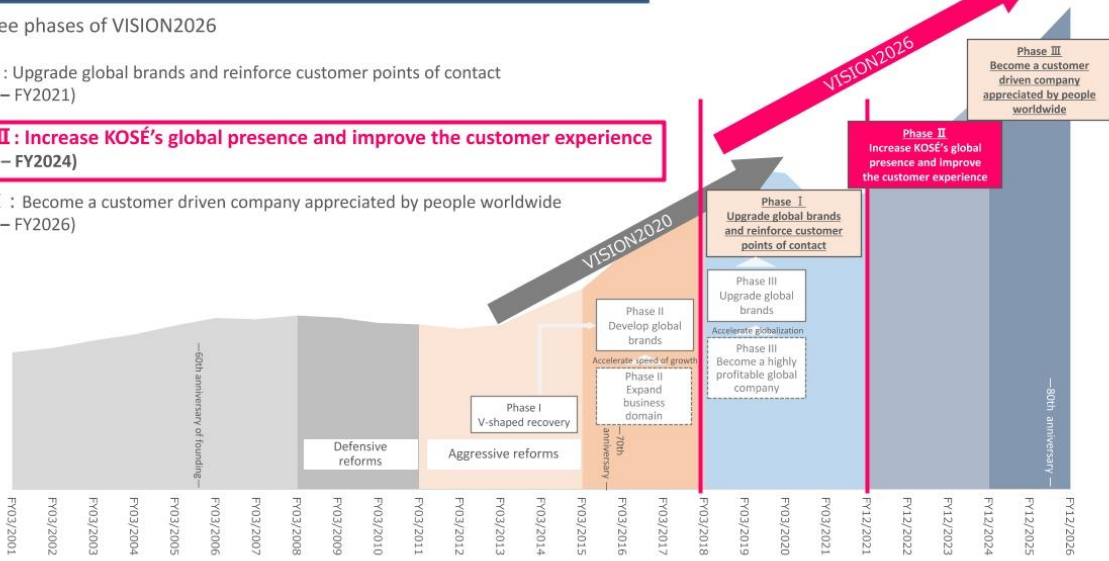 ee phases of VISION2026
: Upgrade global brands and reinforce customer points of contact
– FY2021)
Ⅱ : Increase KOSÉ's global presence and improve the customer experience
– FY2024)
: Become a customer driven company appreciated by people worldwide
– FY2026)
VISION2020
VISION2026
Phase Ⅲ
Become a customer
driven company
appreciated by people
worldwide
Phase Ⅱ
Increase KOSÉ's global
presence and improve
the customer experience
Phase Ⅰ
Upgrade global brands
and reinforce customer
points of contact
Phase III
Upgrade global
brands
Accelerate globalization
Phase III
Become a highly
profitable global
company
Phase II
Develop global
brands
Accelerate speed of growth
Phase II
Expand
business
domain
Phase I
V-shaped recovery
Defensive
reforms
Aggressive reforms
—60th anniversary of founding—
—70th
anniversary —
—80th anniversary —
FY03/2001
FY03/2002
FY03/2003
FY03/2004
FY03/2005
FY03/2006
FY03/2007
FY03/2008
FY03/2009
FY03/2010
FY03/2011
FY03/2012
FY03/2013
FY03/2014
FY03/2015
FY03/2016
FY03/2017
FY03/2018
FY03/2019
FY03/2020
FY03/2021
FY12/2021
FY12/2022
FY12/2023
FY12/2024
FY12/2025
FY12/2026